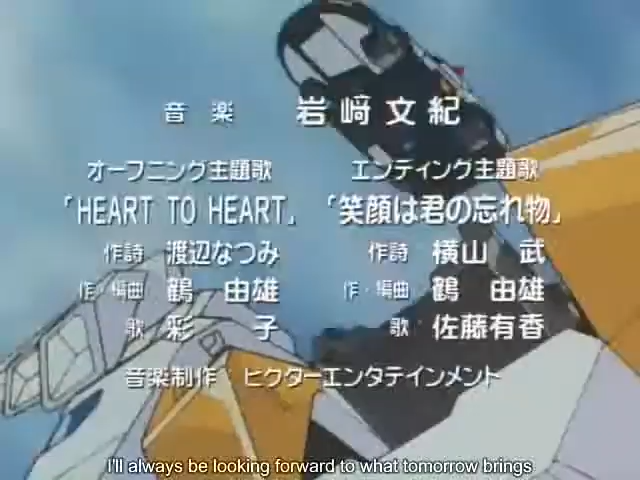 音楽 岩﨑文紀
オープニング主題歌
「HEART TO HEART」
作詩 渡辺なつみ
作・編曲 鶴 由雄
歌 彩 子
エンディング主題歌
「笑顔は君の忘れ物」
作詩 横山 武
作・編曲 鶴 由雄
歌 佐藤有香
音楽制作 ビクターエンタテインメント
I'll always be looking forward to what tomorrow brings